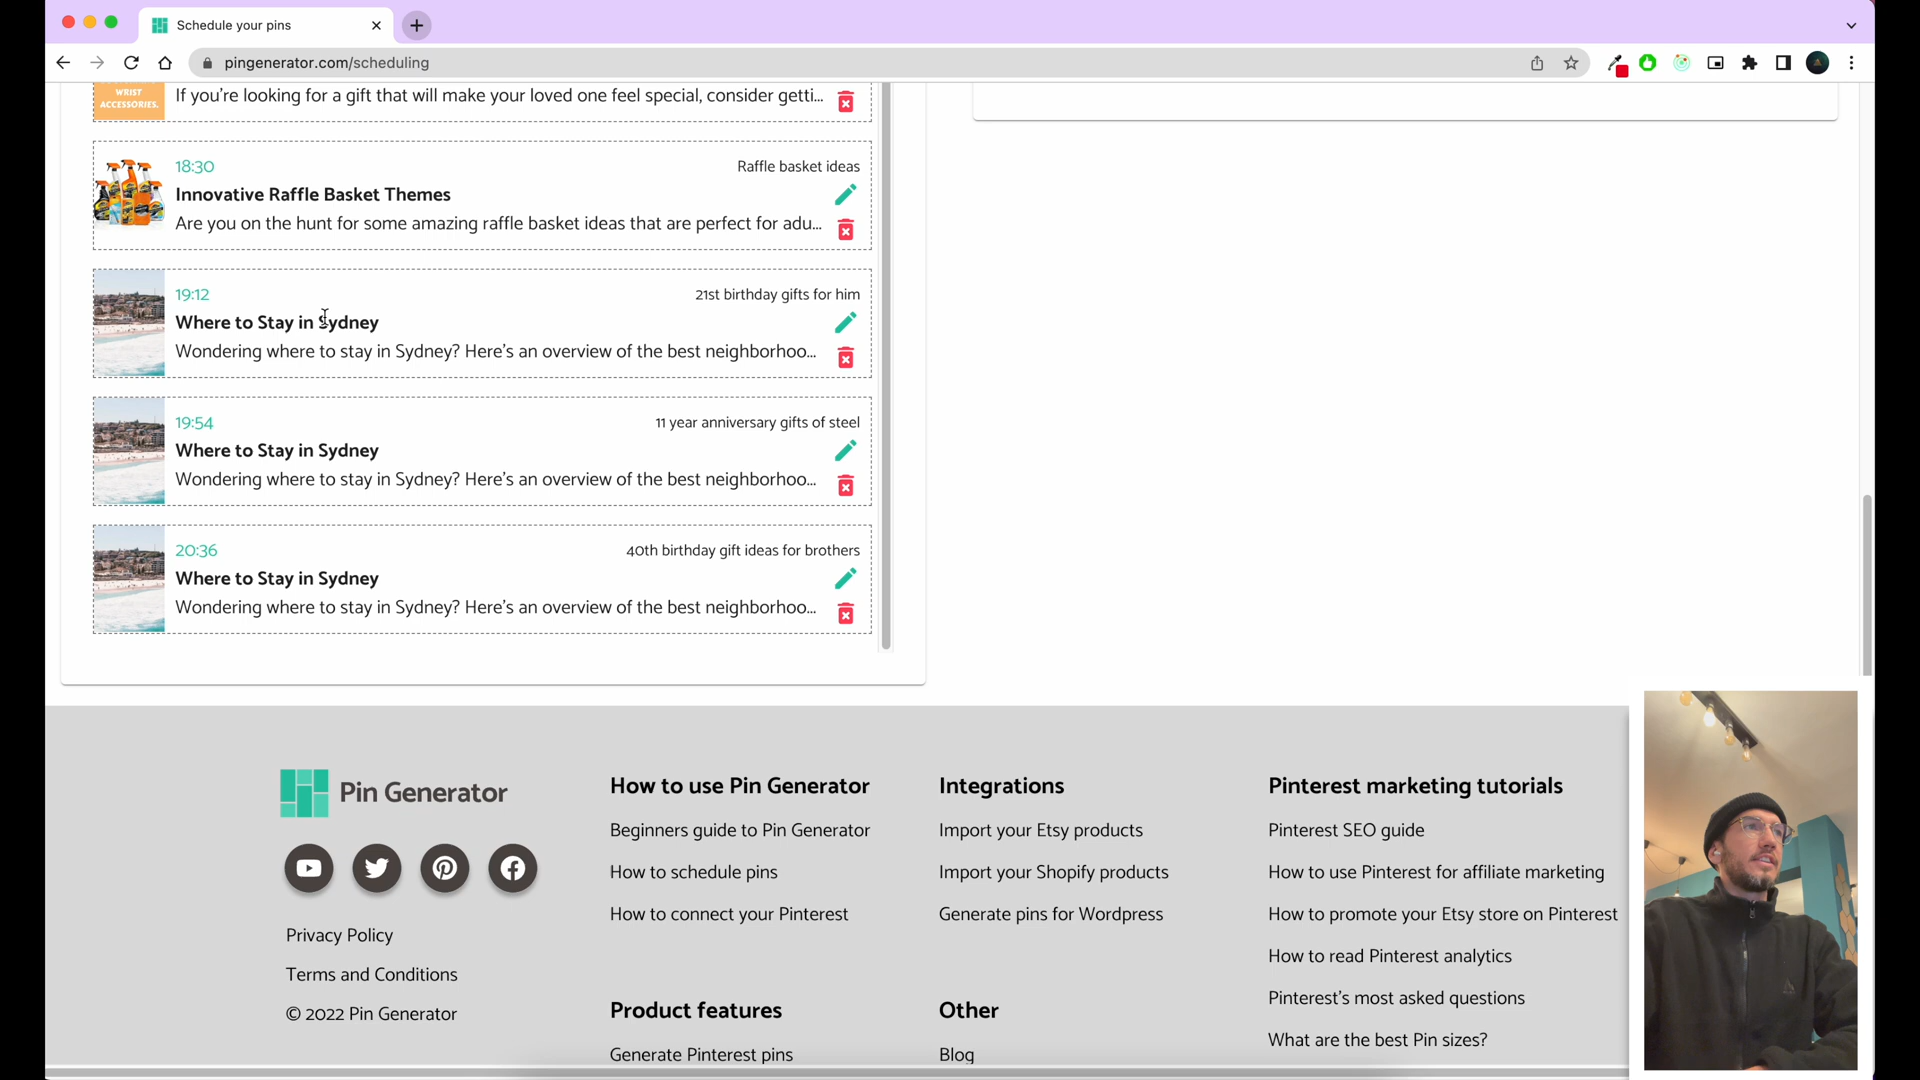 Schedule your pins
pingenerator.com/scheduling
WRIST
ACCESSORIES.
If you're looking for a gift that will make your loved one feel special, consider getti...
18:30
Raffle basket ideas
Innovative Raffle Basket Themes
Are you on the hunt for some amazing raffle basket ideas that are perfect for adu...
19:12
21st birthday gifts for him
Where to Stay in Sydney
Wondering where to stay in Sydney? Here's an overview of the best neighborhoo...
19:54
11 year anniversary gifts of steel
Where to Stay in Sydney
Wondering where to stay in Sydney? Here's an overview of the best neighborhoo...
20:36
40th birthday gift ideas for brothers
Where to Stay in Sydney
Wondering where to stay in Sydney? Here's an overview of the best neighborhoo...
Pin Generator
Privacy Policy
Terms and Conditions
© 2022 Pin Generator
How to use Pin Generator
Beginners guide to Pin Generator
How to schedule pins
How to connect your Pinterest
Product features
Generate Pinterest pins
Integrations
Import your Etsy products
Import your Shopify products
Generate pins for Wordpress
Other
Blog
Pinterest marketing tutorials
Pinterest SEO guide
How to use Pinterest for affiliate marketing
How to promote your Etsy store on Pinterest
How to read Pinterest analytics
Pinterest's most asked questions
What are the best Pin sizes?